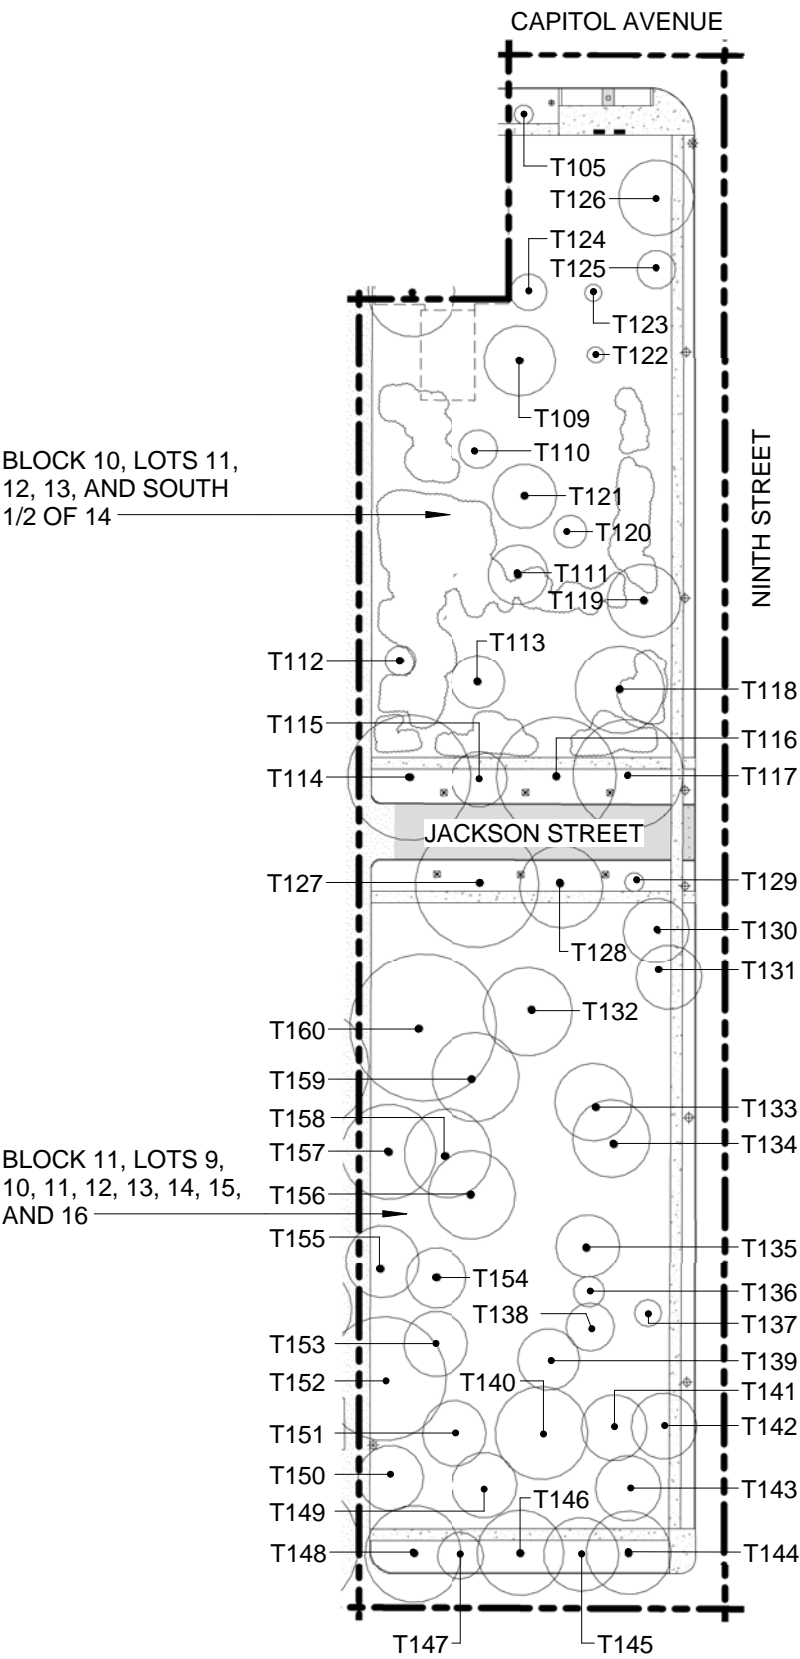 CAPITOL AVENUE
T105
T126
T124
T125
T123
T122
T109
NINTH STREET
T110
BLOCK 10, LOTS 11,
12, 13, AND SOUTH
1/2 OF 14
T121
T120
T111
T119
T113
T112
T118
T115
T116
T114
T117
JACKSON STREET
T127
T129
T130
T128
T131
T132
T160
T159
T158
T133
T157
T134
BLOCK 11, LOTS 9,
10, 11, 12, 13, 14, 15,
AND 16
T156
T155
T135
T154
T136
T138
T137
T153
T139
T152
T140
T141
T151
T142
T150
T143
T146
T149
T148
T144
T147
T145